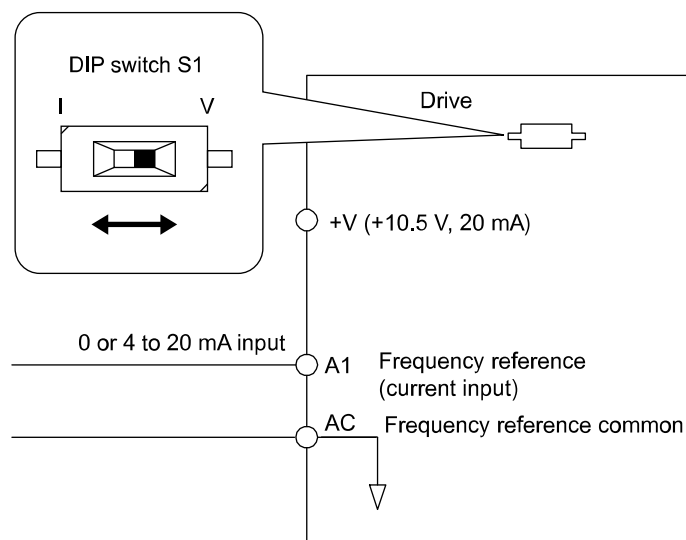 DIP switch S1
I
V
Drive
+V (+10.5 V, 20 mA)
0 or 4 to 20 mA input
A1
Frequency reference
(current input)
AC
Frequency reference common